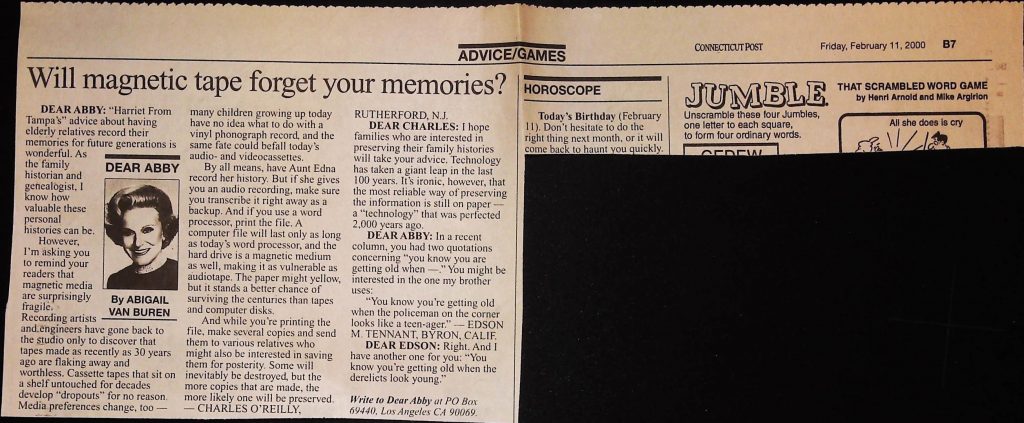 ADVICE/GAMES
CONNECTICUT POST
Friday, February 11, 2000 B7
Will magnetic tape forget your memories?
DEAR ABBY: "Harriet From
Tampa's" advice about having
elderly relatives record their
memories for future generations is
wonderful. As
the family
historian and
genealogist, I
know how
valuable these
personal
histories can be.
However,
I'm asking you
to remind your
readers that
magnetic media
are surprisingly
fragile.
DEAR ABBY
By ABIGAIL
VAN BUREN
Recording artists
and engineers have gone back to
the studio only to discover that
tapes made as recently as 30 years
ago are flaking away and
worthless. Cassette tapes that sit on
a shelf untouched for decades
develop "dropouts" for no reason.
Media preferences change, too —
many children growing up today
have no idea what to do with a
vinyl phonograph record, and the
same fate could befall today's
audio- and videocassettes.
By all means, have Aunt Edna
record her history. But if she gives
you an audio recording, make sure
you transcribe it right away as a
backup. And if you use a word
processor, print the file. A
computer file will last only as long
as today's word processor, and the
hard drive is a magnetic medium
as well, making it as vulnerable as
audiotape. The paper might yellow,
but it stands a better chance of
surviving the centuries than tapes
and computer disks.
And while you're printing the
file, make several copies and send
them to various relatives who
might also be interested in saving
them for posterity. Some will
inevitably be destroyed, but the
more copies that are made, the
more likely one will be preserved.
— CHARLES O'REILLY,
RUTHERFORD, N.J.
DEAR CHARLES: I hope
families who are interested in
preserving their family histories
will take your advice. Technology
has taken a giant leap in the last
100 years. It's ironic, however, that
the most reliable way of preserving
the information is still on paper —
a "technology" that was perfected
2,000 years ago.
DEAR ABBY: In a recent
column, you had two quotations
concerning "you know you are
getting old when —." You might be
interested in the one my brother
uses:
"You know you're getting old
when the policeman on the corner
looks like a teen-ager." — EDSON
M. TENNANT, BYRON, CALIF.
DEAR EDSON: Right. And I
have another one for you: "You
know you're getting old when the
derelicts look young."
Write to Dear Abby at PO Box
69440, Los Angeles CA 90069.
HOROSCOPE
Today's Birthday (February
11). Don't hesitate to do the
right thing next month, or it will
come back to haunt you quickly.
JUMBLE
THAT SCRAMBLED WORD GAME
by Henri Arnold and Mike Argirion
Unscramble these four Jumbles,
one letter to each square,
to form four ordinary words.
All she does is cry